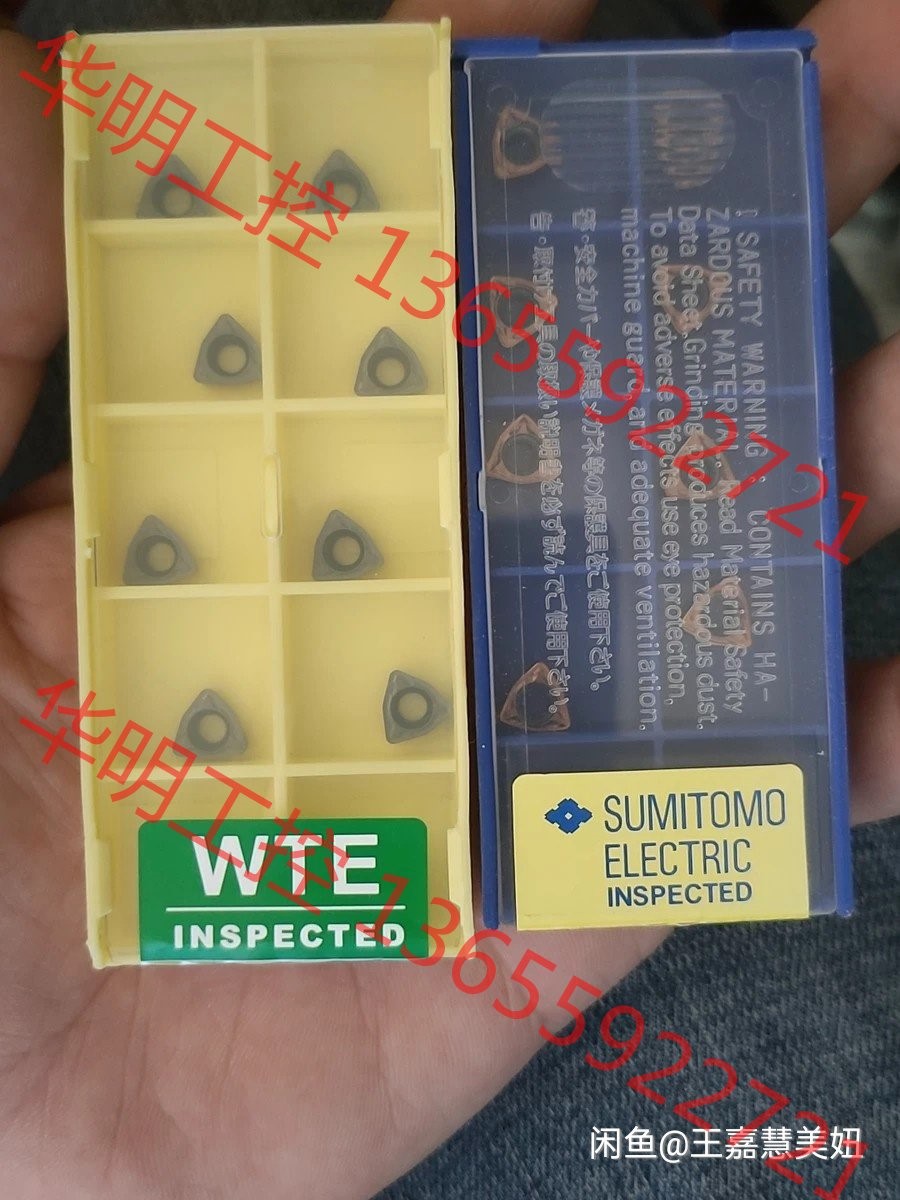 华明工控 13655922721
! SAFETY WARNING : CONTAINS HA-
ZARDOUS MATERIAL. Read Material Safety
Data Sheet.Grinding produces hazardous dust.
To avoid adverse effects use eye protection,
machine guard and adequate ventilation.
WTE
INSPECTED
SUMITOMO
ELECTRIC
INSPECTED
华明工控 13655922721
闲鱼@王嘉慧美妞